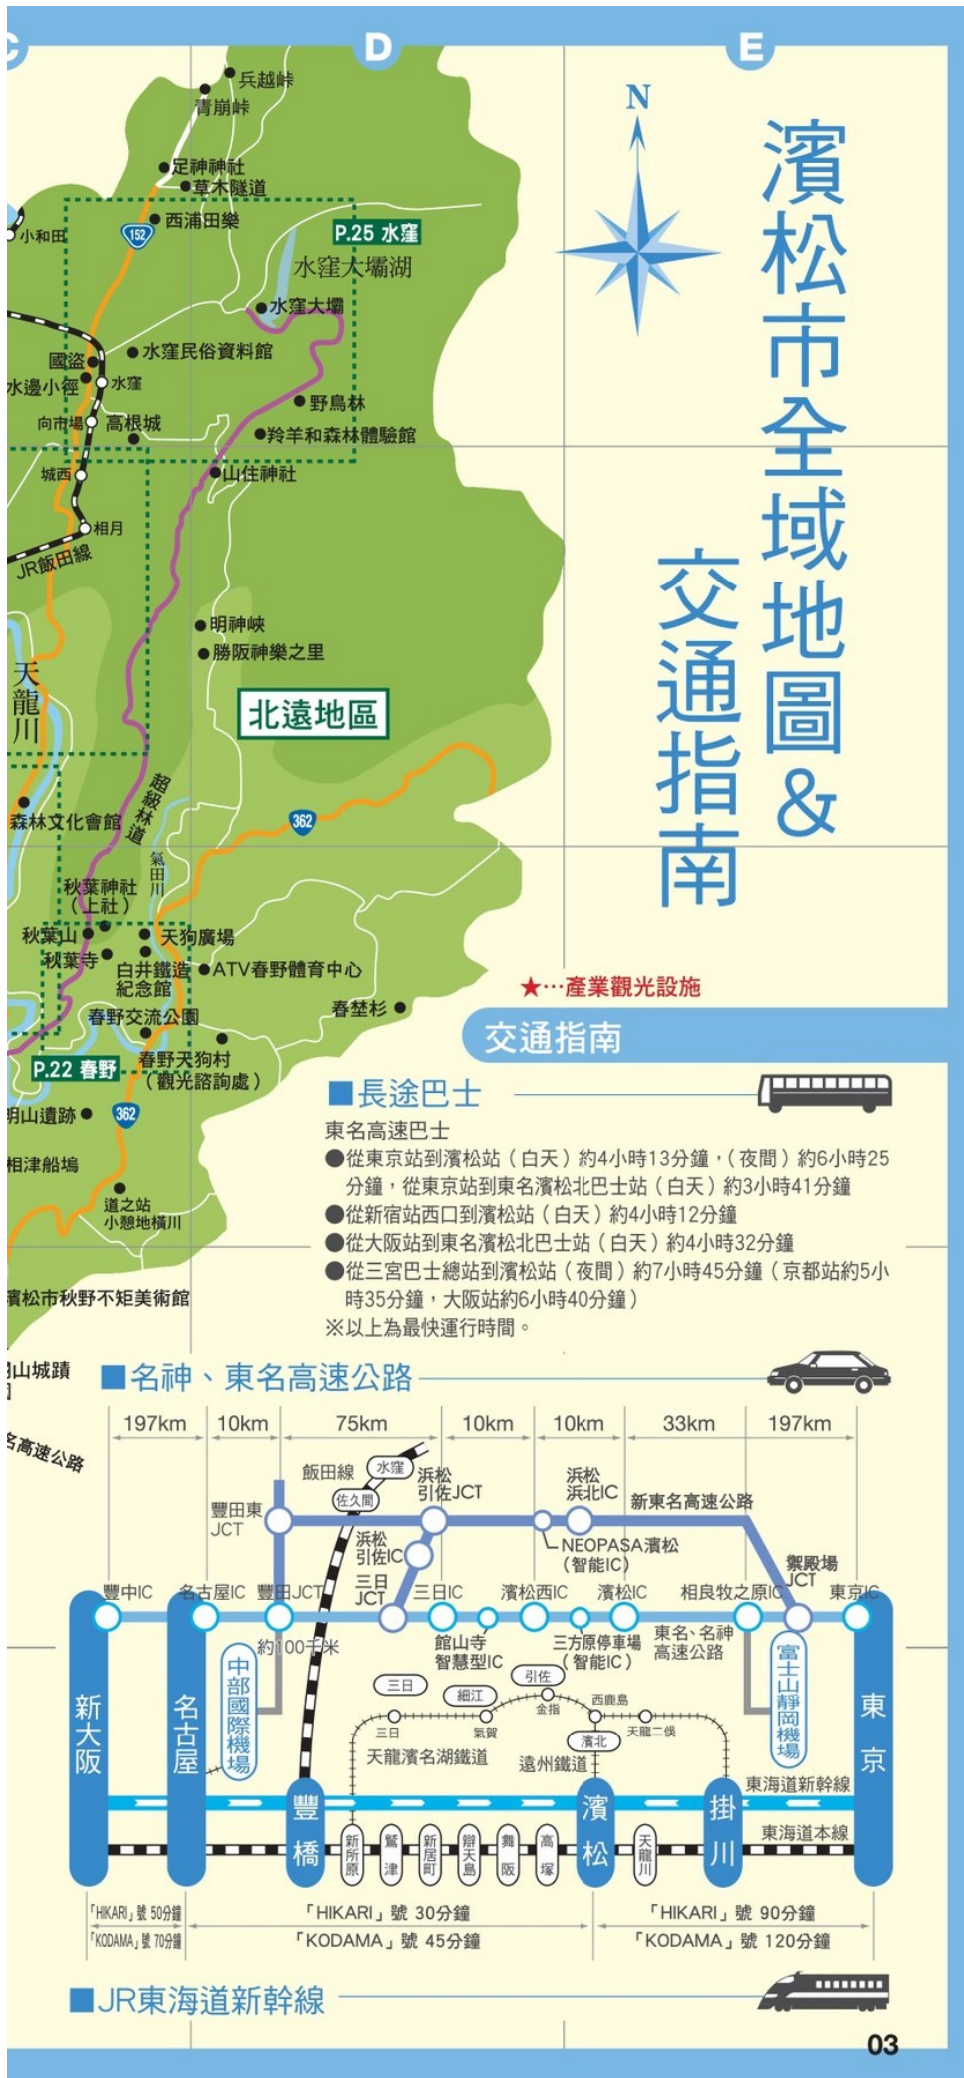 C
D
E
N
濱松市全域地圖&
交通指南
兵越峠
青崩峠
足神神社
草木隧道
西浦田樂
152
小和田
P.25 水窪
水窪大壩湖
水窪大壩
水窪民俗資料館
國盜
水邊小徑
水窪
向市場
高根城
野鳥林
羚羊和森林體驗館
城西
山住神社
相月
JR飯田線
明神峽
勝阪神樂之里
天龍川
北遠地區
超級林道
362
森林文化會館
氣田川
秋葉神社
（上社）
秋葉山
天狗廣場
秋葉寺
白井鐵造
紀念館
ATV春野體育中心
春埜杉
春野交流公園
P.22 春野
春野天狗村
（觀光諮詢處）
明山遺跡
362
相津船塢
道之站
小憩地橫川
濱松市秋野不矩美術館
山城蹟
名高速公路
★…產業觀光設施
交通指南
■長途巴士
東名高速巴士
●從東京站到濱松站（白天）約4小時13分鐘，（夜間）約6小時25
分鐘，從東京站到東名濱松北巴士站（白天）約3小時41分鐘
●從新宿站西口到濱松站（白天）約4小時12分鐘
●從大阪站到東名濱松北巴士站（白天）約4小時32分鐘
●從三宮巴士總站到濱松站（夜間）約7小時45分鐘（京都站約5小
時35分鐘，大阪站約6小時40分鐘）
※以上為最快運行時間。
■名神、東名高速公路
197km
10km
75km
10km
10km
33km
197km
飯田線
水窪
佐久間
浜松
引佐JCT
浜松
浜北IC
新東名高速公路
豐田東
JCT
浜松
引佐IC
NEOPASA濱松
（智能IC）
三日
JCT
御殿場
JCT
豐中IC
名古屋IC
豐田JCT
三日IC
濱松西IC
濱松IC
相良牧之原IC
東京IC
約100千米
館山寺
智慧型IC
三方原停車場
（智能IC）
東名、名神
高速公路
新大阪
名古屋
中部國際機場
三日
細江
引佐
富士山靜岡機場
東京
三日
氣賀
金指
西鹿島
天龍二俣
濱北
天龍濱名湖鐵道
遠州鐵道
東海道新幹線
豐橋
濱松
掛川
東海道本線
新所原
鷲津
新居町
辯天島
舞阪
高塚
天龍川
「HIKARI」號 50分鐘
「HIKARI」號 30分鐘
「HIKARI」號 90分鐘
「KODAMA」號 70分鐘
「KODAMA」號 45分鐘
「KODAMA」號 120分鐘
■JR東海道新幹線
03